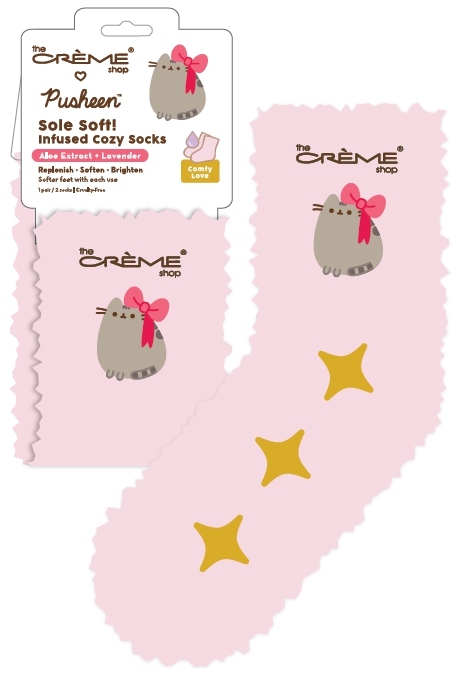 the
CRÈME®
shop
Pusheen™
Sole Soft!
Infused Cozy Socks
Aloe Extract + Lavender
Replenish · Soften · Brighten
Softer feet with each use
1 pair / 2 socks | Cruelty-Free
Comfy
Love
the
CRÈME®
shop
the
CRÈME®
shop